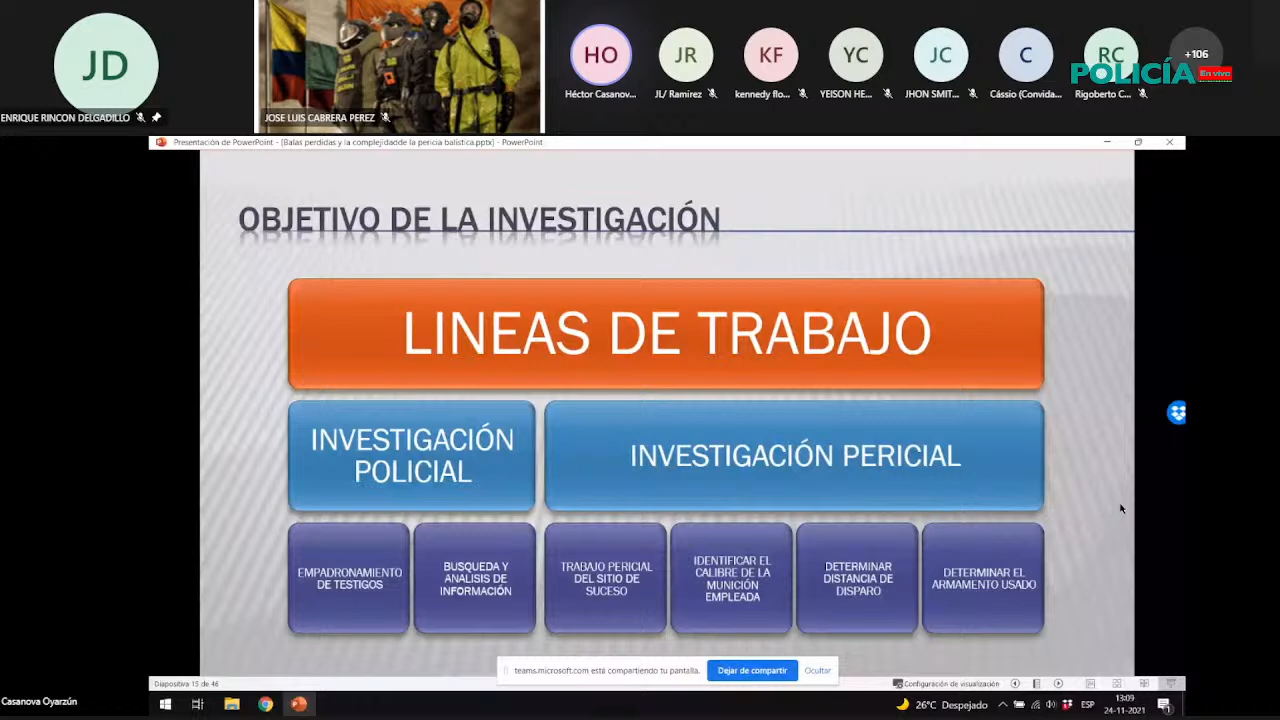 JD
ENRIQUE RINCON DELGADILLO
JOSE LUIS CABRERA PEREZ
HO
JR
KF
YC
JC
C
RC
+106
Héctor Casanov...
JL/ Ramirez
kennedy flo...
YEISON HE...
JHON SMIT...
Cássio (Convida...
Rigoberto C...
POLICÍA En vivo
Presentación de PowerPoint - [Balas perdidas y la complejidadde la pericia balistica.pptx] - PowerPoint
OBJETIVO DE LA INVESTIGACIÓN
LINEAS DE TRABAJO
INVESTIGACIÓN
POLICIAL
INVESTIGACIÓN PERICIAL
EMPADRONAMIENTO
DE TESTIGOS
BUSQUEDA Y
ANALISIS DE
INFORMACIÓN
TRABAJO PERICIAL
DEL SITIO DE
SUCESO
IDENTIFICAR EL
CALIBRE DE LA
MUNICIÓN
EMPLEADA
DETERMINAR
DISTANCIA DE
DISPARO
DETERMINAR EL
ARMAMENTO USADO
teams.microsoft.com está compartiendo tu pantalla.
Dejar de compartir
Ocultar
Diapositiva 15 de 46
Configuración de visualización
Casanova Oyarzún
26°C Despejado
ESP
13:09
24-11-2021
1